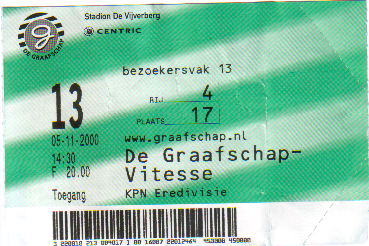 Stadion De Vijverberg
CENTRIC
DE GRAAFSCHAP
bezoekersvak 13
13
RIJ 4
PLAATS 17
05-11-2000
www.graafschap.nl
14:30
De Graafschap-
F 20.00
Vitesse
Toegang
KPN Eredivisie